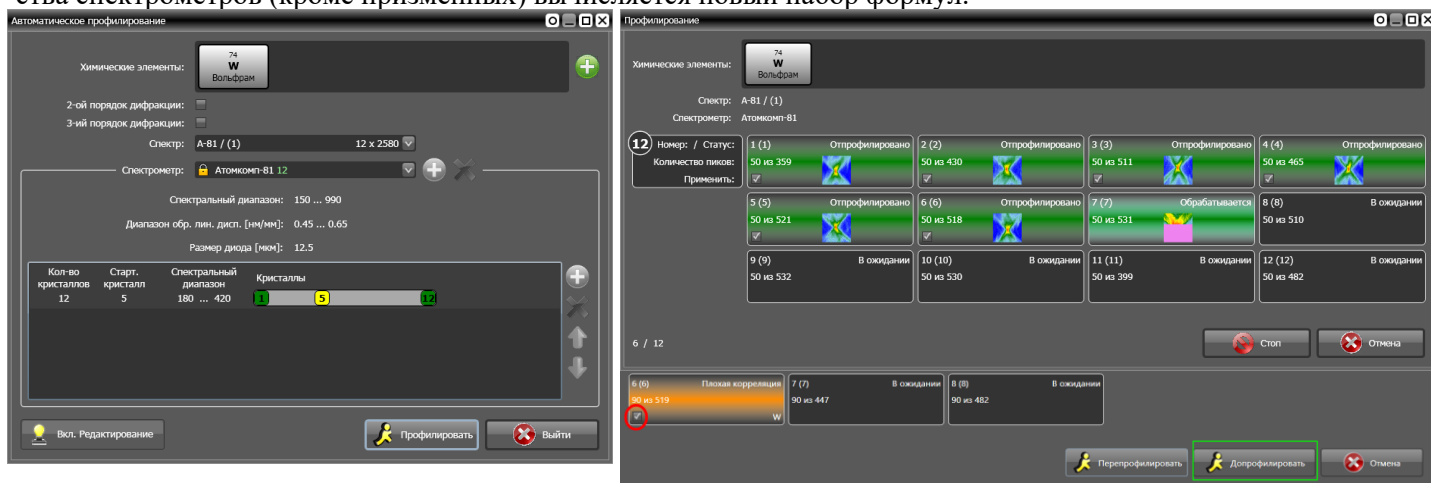 ства спектрометров (кроме призменных) вычисляется новый набор формул.
Автоматическое профилирование
Химические элементы:
74
W
Вольфрам
2-ой порядок дифракции:
3-ий порядок дифракции:
Спектр: A-81 / (1) 12 x 2580
Спектрометр: Атомкомп-81 12
Спектральный диапазон: 150 ... 990
Диапазон обр. лин. дисп. [нм/мм]: 0.45 ... 0.65
Размер диода [мкм]: 12.5
Кол-во кристаллов Старт. кристалл Спектральный диапазон Кристаллы
12 5 180 ... 420 1 5 12
Вкл. Редактирование Профилировать Выйти
Профилирование
Химические элементы:
74
W
Вольфрам
Спектр: A-81 / (1)
Спектрометр: Атомкомп-81
12 Номер: / Статус:
Количество пиков:
Применить:
1 (1) Отпрофилировано
50 из 359
2 (2) Отпрофилировано
50 из 430
3 (3) Отпрофилировано
50 из 511
4 (4) Отпрофилировано
50 из 465
5 (5) Отпрофилировано
50 из 521
6 (6) Отпрофилировано
50 из 518
7 (7) Обрабатывается
50 из 531
8 (8) В ожидании
50 из 510
9 (9) В ожидании
50 из 532
10 (10) В ожидании
50 из 530
11 (11) В ожидании
50 из 399
12 (12) В ожидании
50 из 482
6 / 12
Стоп Отмена
6 (6) Плохая корреляция
90 из 519
W
7 (7) В ожидании
90 из 447
8 (8) В ожидании
90 из 482
Перепрофилировать Допрофилировать Отмена